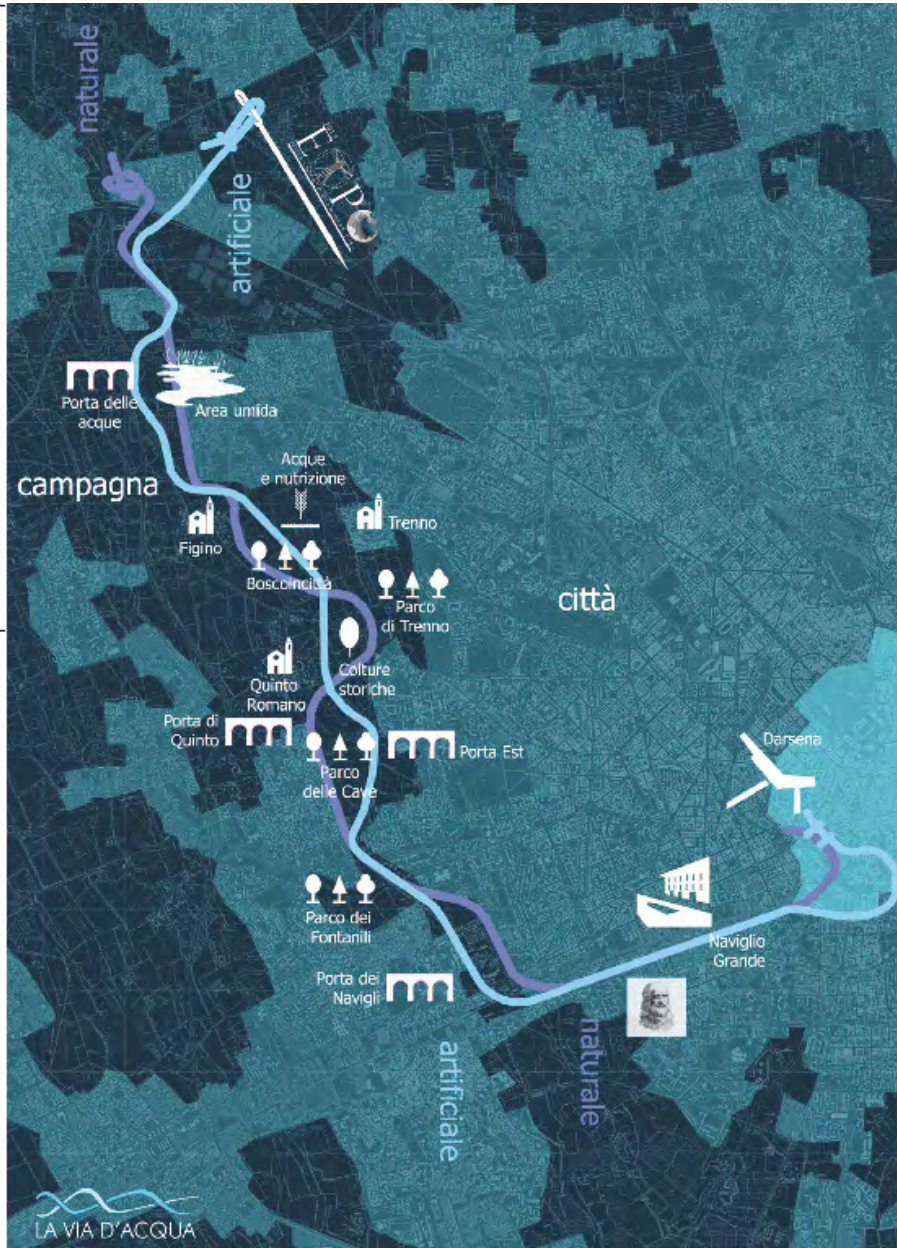 naturale
artificiale
EXPO
Porta delle
acque
Area umida
campagna
Acque
e nutrizione
Figino
Trenno
Boscoincittà
Parco
di Trenno
città
Quinto
Romano
Colture
storiche
Porta di
Quinto
Parco
delle Cave
Porta Est
Darsena
Parco dei
Fontanili
Naviglio
Grande
Porta dei
Navigli
artificiale
naturale
LA VIA D'ACQUA